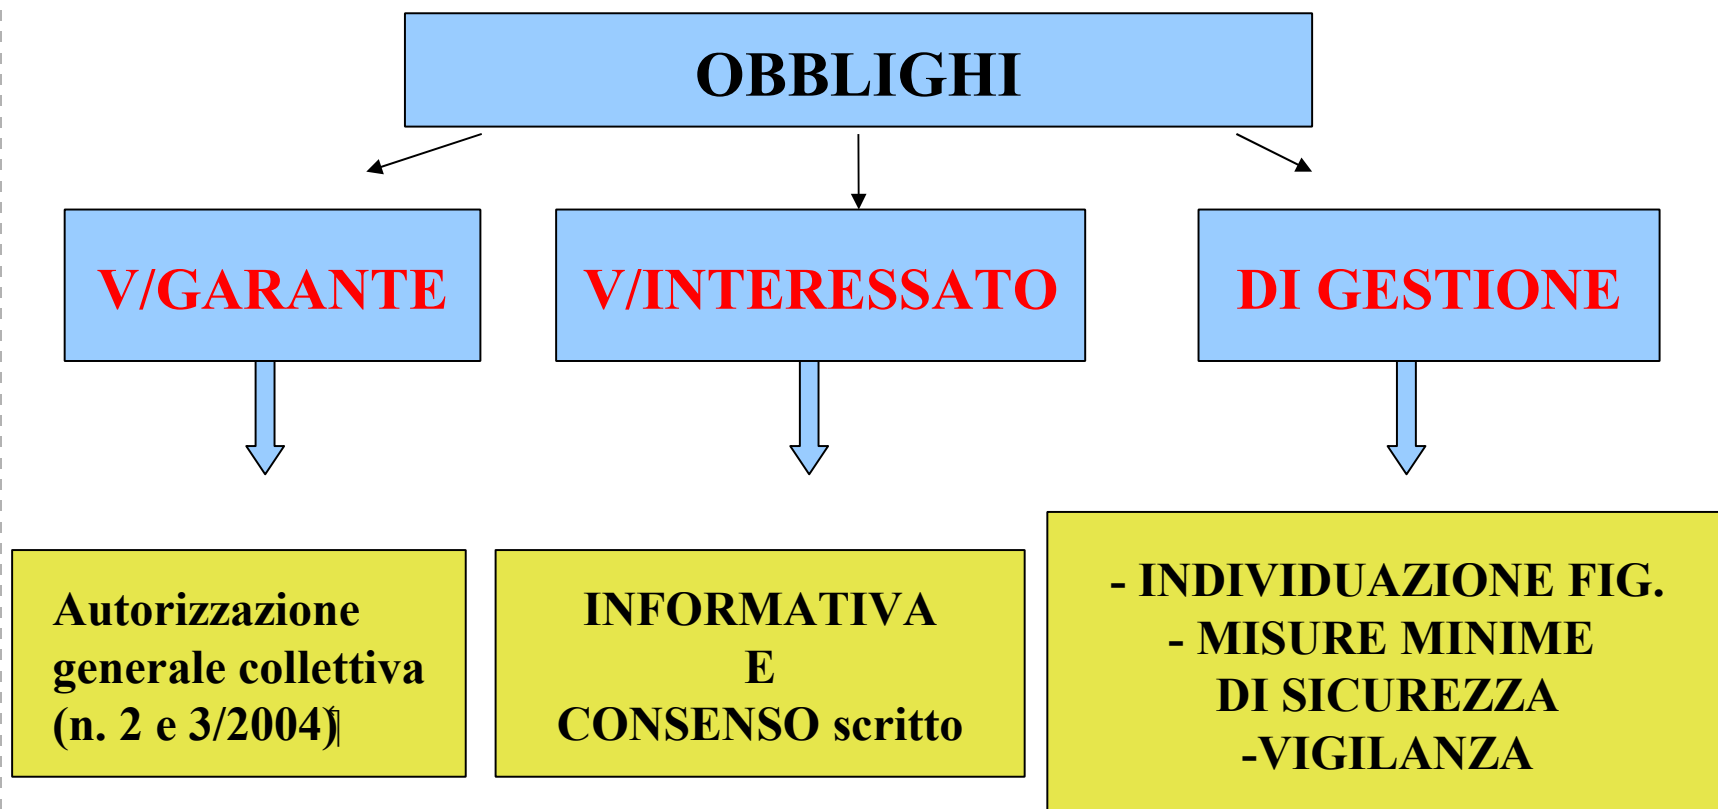 OBBLIGHI
V/GARANTE
V/INTERESSATO
DI GESTIONE
Autorizzazione
generale collettiva
(n. 2 e 3/2004)
INFORMATIVA
E
CONSENSO scritto
- INDIVIDUAZIONE FIG.
- MISURE MINIME
DI SICUREZZA
-VIGILANZA